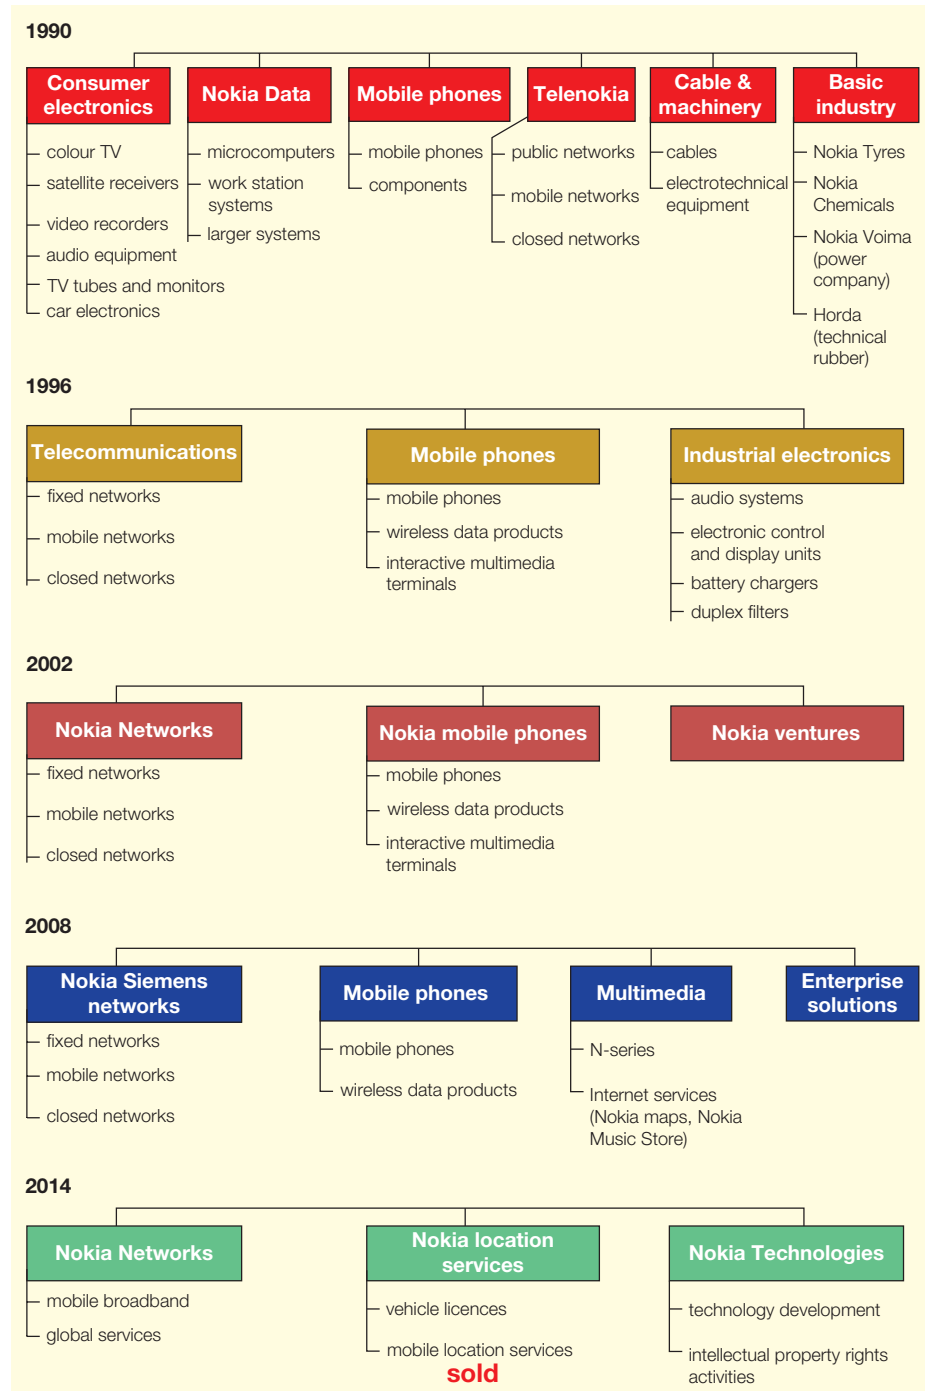 1990
Consumer
electronics
colour TV
satellite receivers
video recorders
audio equipment
TV tubes and monitors
car electronics
Nokia Data
microcomputers
work station
systems
larger systems
Mobile phones
mobile phones
components
Telenokia
public networks
mobile networks
closed networks
Cable &
machinery
cables
electrotechnical
equipment
Basic
industry
Nokia Tyres
Nokia
Chemicals
Nokia Voima
(power
company)
Horda
(technical
rubber)
1996
Telecommunications
fixed networks
mobile networks
closed networks
Mobile phones
mobile phones
wireless data products
interactive multimedia
terminals
Industrial electronics
audio systems
electronic control
and display units
battery chargers
duplex filters
2002
Nokia Networks
fixed networks
mobile networks
closed networks
Nokia mobile phones
mobile phones
wireless data products
interactive multimedia
terminals
Nokia ventures
2008
Nokia Siemens
networks
fixed networks
mobile networks
closed networks
Mobile phones
mobile phones
wireless data products
Multimedia
N-series
Internet services
(Nokia maps, Nokia
Music Store)
Enterprise
solutions
2014
Nokia Networks
mobile broadband
global services
Nokia location
services
vehicle licences
mobile location services
sold
Nokia Technologies
technology development
intellectual property rights
activities